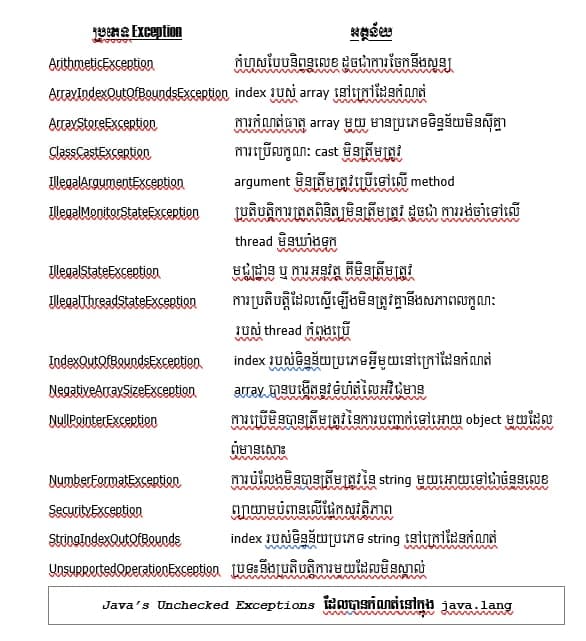 ប្រភេទ Exception អត្ថន័យ
ArithmeticException កំហុសបែបនិព្វន្ធលេខ ដូចជាការចែកនឹងសូន្យ
ArrayIndexOutOfBoundsException index របស់ array នៅក្រៅដែនកំណត់
ArrayStoreException ការកំណត់ធាតុ array មួយ មានប្រភេទទិន្នន័យមិនស៊ីគ្នា
ClassCastException ការប្រើលក្ខណៈ cast មិនត្រឹមត្រូវ
IllegalArgumentException argument មិនត្រឹមត្រូវប្រើទៅលើ method
IllegalMonitorStateException ប្រតិបត្តិការត្រួតពិនិត្យមិនត្រឹមត្រូវ ដូចជា ការរង់ចាំទៅលើ
thread មិនឃាំងទុក
IllegalStateException មជ្ឈដ្ឋាន ឬ ការអនុវត្ត គឺមិនត្រឹមត្រូវ
IllegalThreadStateException ការប្រតិបត្តិដែលស្នើឡើងមិនត្រូវគ្នានឹងសភាពលក្ខណៈ
របស់ thread កំពុងប្រើ
IndexOutOfBoundsException index របស់ទិន្នន័យប្រភេទអ្វីមួយនៅក្រៅដែនកំណត់
NegativeArraySizeException array បានបង្កើតនូវទំហំតំលៃអវិជ្ជមាន
NullPointerException ការប្រើមិនបានត្រឹមត្រូវនៃការបញ្ជាក់ទៅអោយ object មួយដែល
ពុំមានសោះ
NumberFormatException ការបំលែងមិនបានត្រឹមត្រូវនៃ string មយអោយទៅជាចំនួនលេខ
SecurityException ព្យាយាមបំពានលើផ្នែកសវត្ថិភាព
StringIndexOutOfBounds index របស់ទិន្នន័យប្រភេទ string នៅក្រៅដែនកំណត់
UnsupportedOperationException ប្រទះនឹងប្រតិបត្តិការមួយដែលមិនស្គាល់
Java's Unchecked Exceptions ដែលបានកំណត់នៅក្នុង java.lang